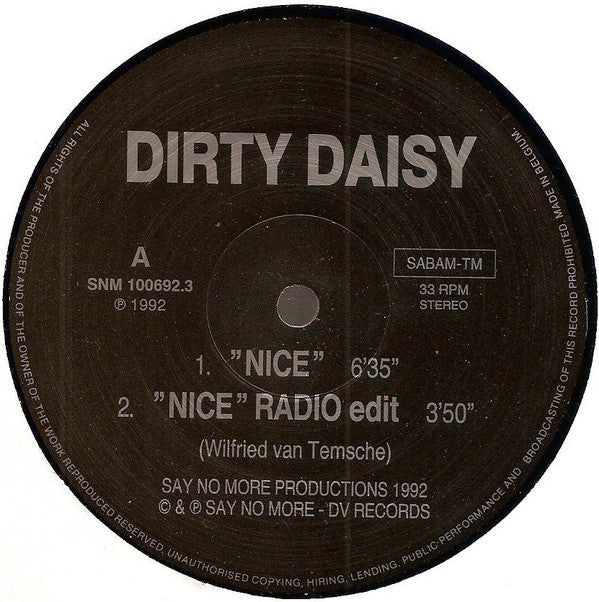 DIRTY DAISY
A
SNM 100692.3
℗ 1992
SABAM-TM
33 RPM
STEREO
1. ”NICE” 6'35”
2. ”NICE” RADIO edit 3'50”
(Wilfried van Temsche)
SAY NO MORE PRODUCTIONS 1992
© & ℗ SAY NO MORE - DV RECORDS
ALL RIGHTS OF THE PRODUCER AND OF THE OWNER OF THE WORK REPRODUCED RESERVED. UNAUTHORISED COPYING, HIRING, LENDING, PUBLIC PERFORMANCE AND BROADCASTING OF THIS RECORD PROHIBITED. MADE IN BELGIUM.